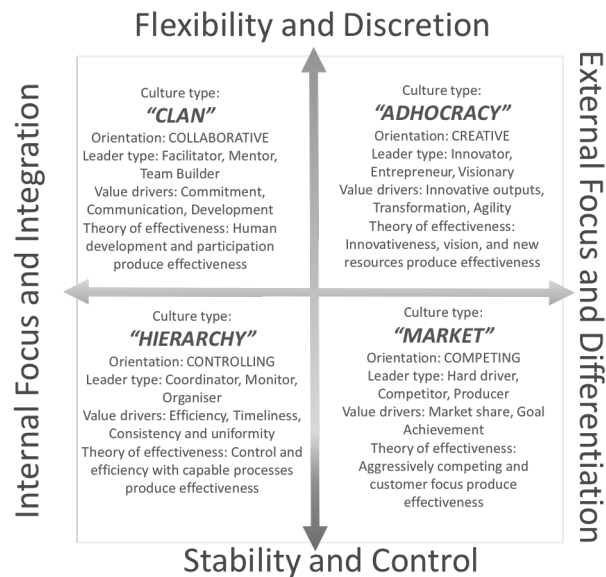 Flexibility and Discretion
Internal Focus and Integration
Culture type:
"CLAN"
Orientation: COLLABORATIVE
Leader type: Facilitator, Mentor,
Team Builder
Value drivers: Commitment,
Communication, Development
Theory of effectiveness: Human
development and participation
produce effectiveness
Culture type:
"ADHOCRACY"
Orientation: CREATIVE
Leader type: Innovator,
Entrepreneur, Visionary
Value drivers: Innovative outputs,
Transformation, Agility
Theory of effectiveness:
Innovativeness, vision, and new
resources produce effectiveness
External Focus and Differentiation
Culture type:
"HIERARCHY"
Orientation: CONTROLLING
Leader type: Coordinator, Monitor,
Organiser
Value drivers: Efficiency, Timeliness,
Consistency and uniformity
Theory of effectiveness: Control and
efficiency with capable processes
produce effectiveness
Culture type:
"MARKET"
Orientation: COMPETING
Leader type: Hard driver,
Competitor, Producer
Value drivers: Market share, Goal
Achievement
Theory of effectiveness:
Aggressively competing and
customer focus produce
effectiveness
Stability and Control